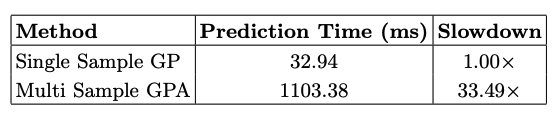 Method Prediction Time (ms) Slowdown
Single Sample GP 32.94 1.00×
Multi Sample GPA 1103.38 33.49×